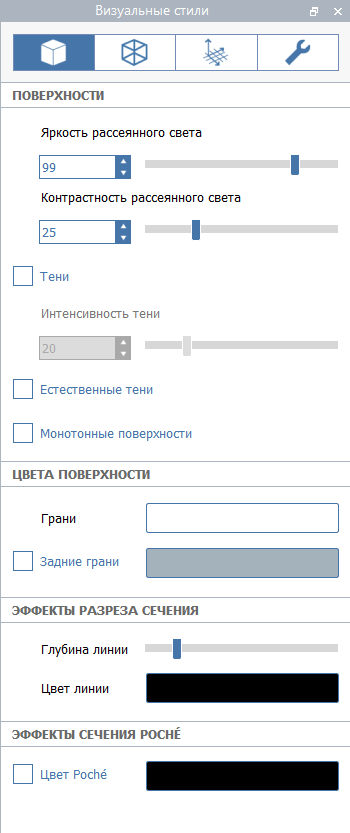 Визуальные стили
ПОВЕРХНОСТИ
Яркость рассеянного света
99
Контрастность рассеянного света
25
Тени
Интенсивность тени
20
Естественные тени
Монотонные поверхности
ЦВЕТА ПОВЕРХНОСТИ
Грани
Задние грани
ЭФФЕКТЫ РАЗРЕЗА СЕЧЕНИЯ
Глубина линии
Цвет линии
ЭФФЕКТЫ СЕЧЕНИЯ POCHÉ
Цвет Poché